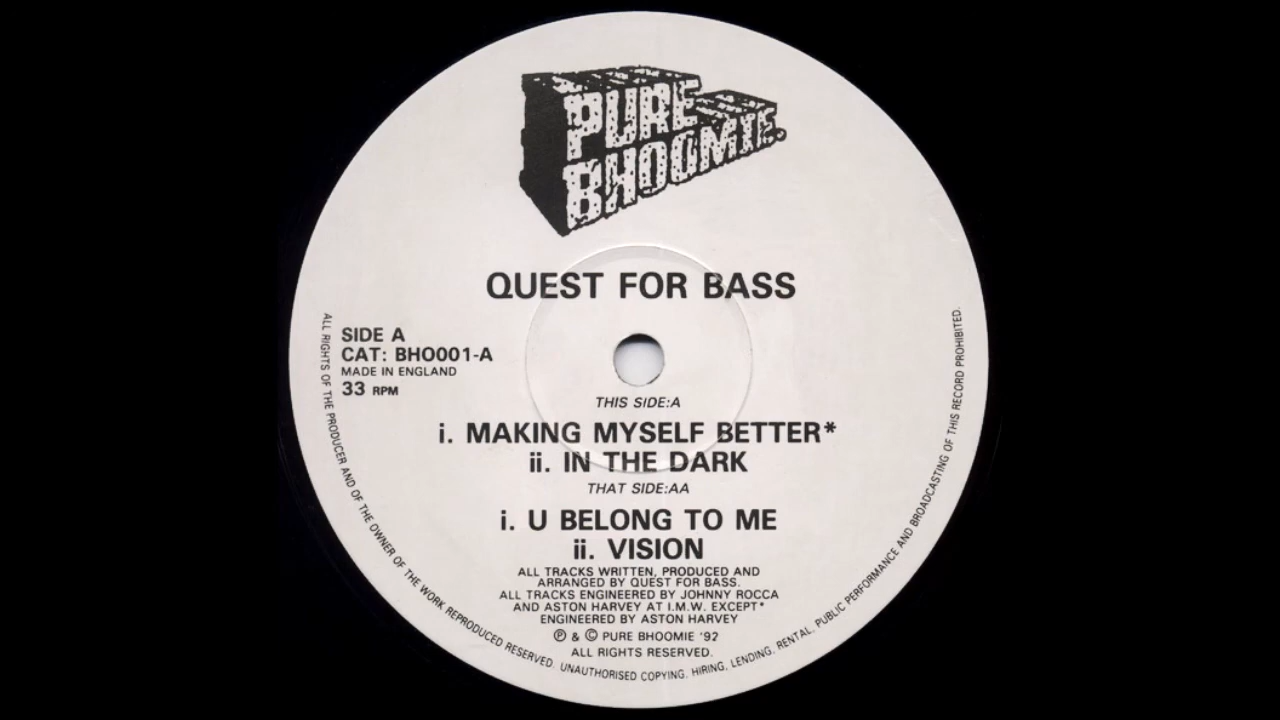 PURE
BHOOMIE.
QUEST FOR BASS
SIDE A
CAT: BHO001-A
MADE IN ENGLAND
33 RPM
THIS SIDE:A
i. MAKING MYSELF BETTER*
ii. IN THE DARK
THAT SIDE:AA
i. U BELONG TO ME
ii. VISION
ALL TRACKS WRITTEN, PRODUCED AND
ARRANGED BY QUEST FOR BASS.
ALL TRACKS ENGINEERED BY JOHNNY ROCCA
AND ASTON HARVEY AT I.M.W. EXCEPT*
ENGINEERED BY ASTON HARVEY
Ⓟ & © PURE BHOOMIE '92
ALL RIGHTS RESERVED.
ALL RIGHTS OF THE PRODUCER AND OF THE OWNER OF THE WORK REPRODUCED RESERVED. UNAUTHORISED COPYING, HIRING, LENDING, RENTAL, PUBLIC PERFORMANCE AND BROADCASTING OF THIS RECORD PROHIBITED.